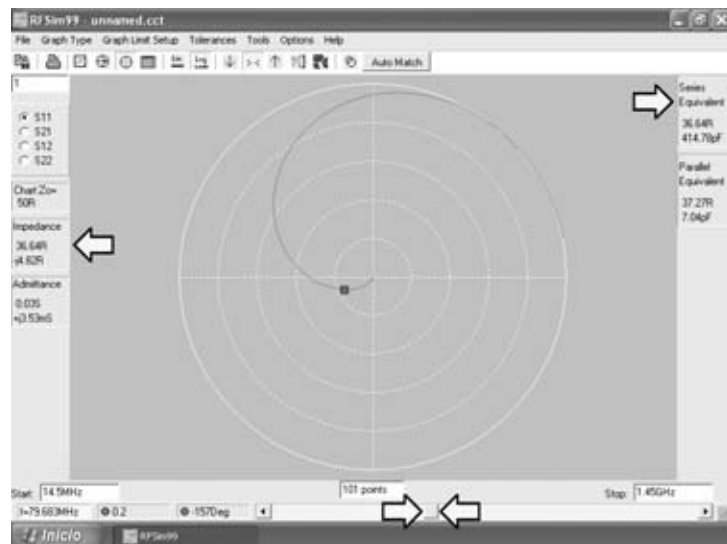 RFSim99 - unnamed.cct
File Graph Type Graph Limit Setup Tolerances Tools Options Help
Auto Match
1
S11
S21
S12
S22
Chart Zo=
50R
Impedance
36.64R
-j4.82R
Admittance
0.03S
+j3.53mS
Series
Equivalent
36.64R
414.78pF
Parallel
Equivalent
37.27R
7.04pF
Start: 14.5MHz
101 points
Stop: 1.45GHz
f=79.683MHz
0.2
-157Deg
Inicio
RFSim99